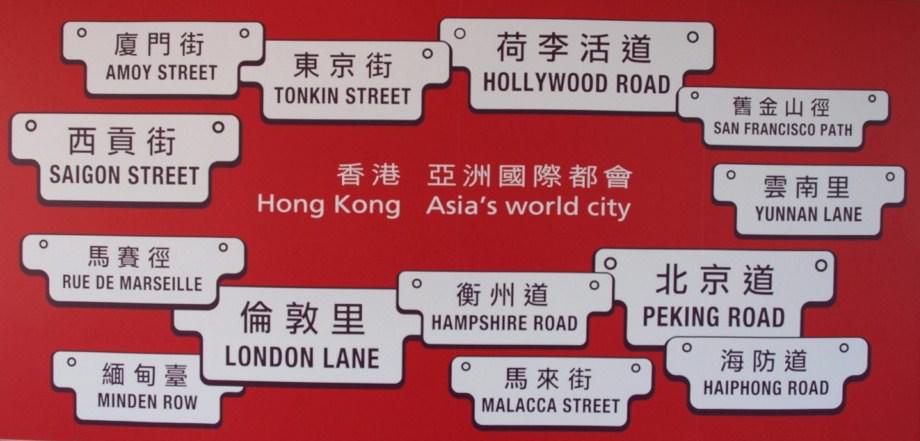 廈門街
AMOY STREET
東京街
TONKIN STREET
荷李活道
HOLLYWOOD ROAD
舊金山徑
SAN FRANCISCO PATH
西貢街
SAIGON STREET
香港 亞洲國際都會
Hong Kong Asia's world city
雲南里
YUNNAN LANE
馬賽徑
RUE DE MARSEILLE
倫敦里
LONDON LANE
衡州道
HAMPSHIRE ROAD
北京道
PEKING ROAD
緬甸臺
MINDEN ROW
馬來街
MALACCA STREET
海防道
HAIPHONG ROAD